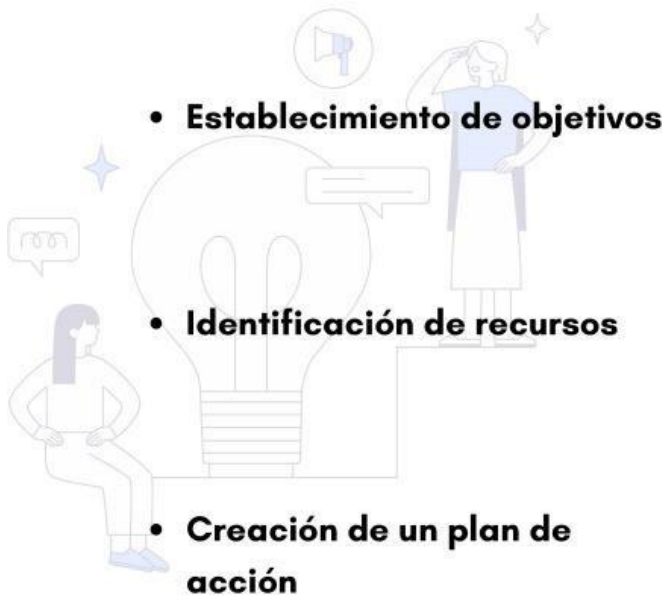 • Establecimiento de objetivos
• Identificación de recursos
• Creación de un plan de
acción